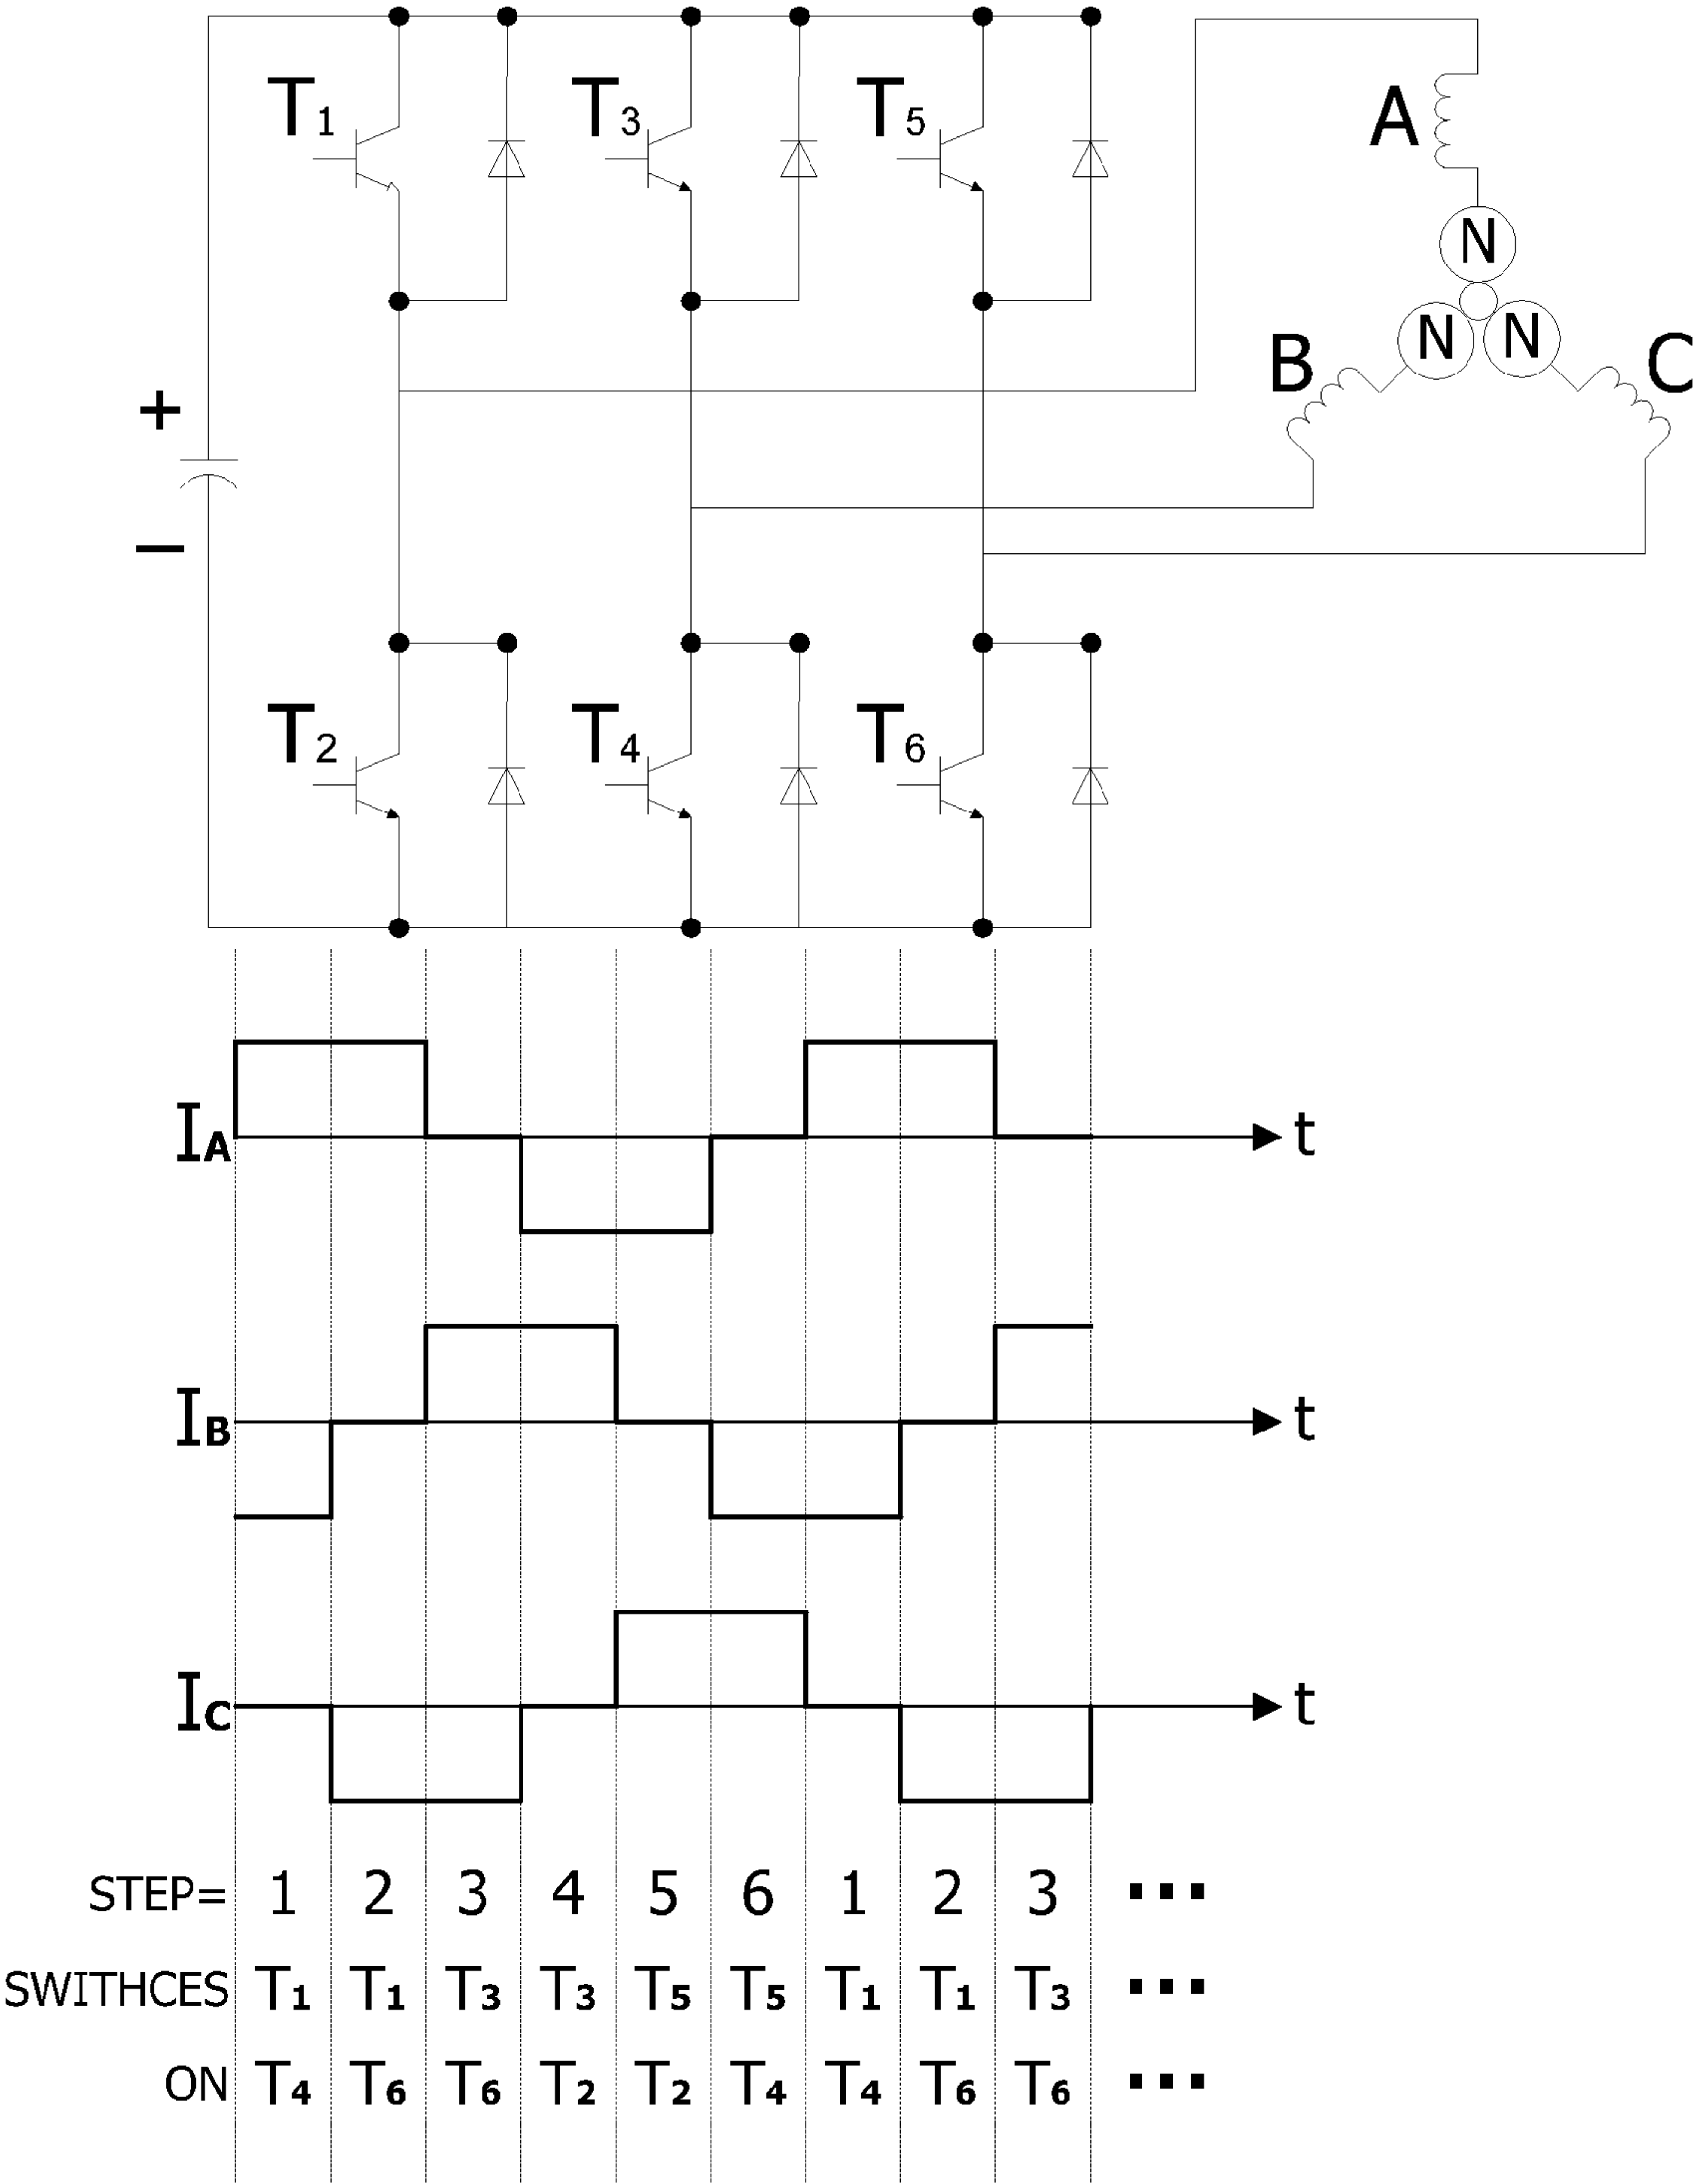 T1 T3 T5
A
N
B N N C
+
−
T2 T4 T6
IA t
IB t
IC t
STEP= 1 2 3 4 5 6 1 2 3 ...
SWITHCES T1 T1 T3 T3 T5 T5 T1 T1 T3 ...
ON T4 T6 T6 T2 T2 T4 T4 T6 T6 ...